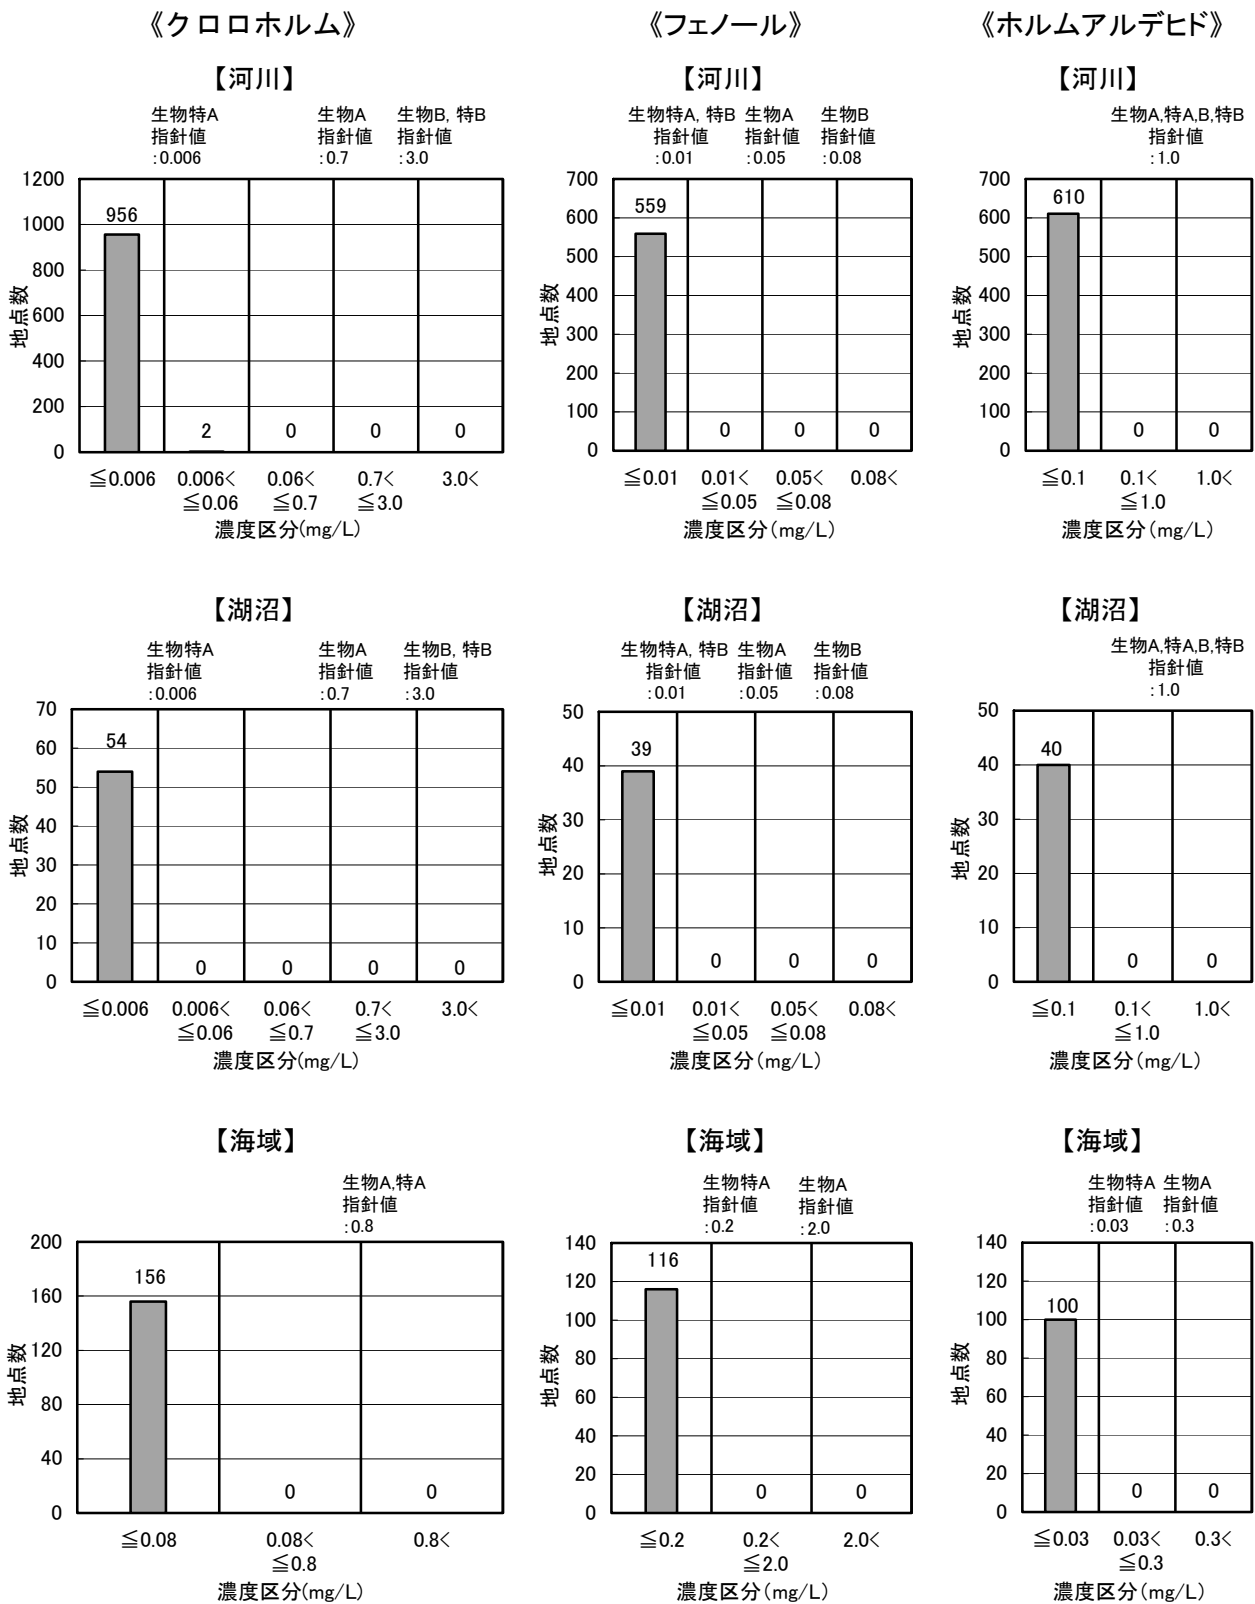 《クロロホルム》
《フェノール》
《ホルムアルデヒド》
【河川】
生物特A
指針値
:0.006
生物A
指針値
:0.7
生物B, 特B
指針値
:3.0
1200
1000
800
600
400
200
0
地点数
956
2
0
0
0
≦0.006
0.006<
≦0.06
0.06<
≦0.7
0.7<
≦3.0
3.0<
濃度区分(mg/L)
【河川】
生物特A, 特B
指針値
:0.01
生物A
指針値
:0.05
生物B
指針値
:0.08
700
600
500
400
300
200
100
0
地点数
559
0
0
0
≦0.01
0.01<
≦0.05
0.05<
≦0.08
0.08<
濃度区分(mg/L)
【河川】
生物A,特A,B,特B
指針値
:1.0
700
600
500
400
300
200
100
0
地点数
610
0
0
≦0.1
0.1<
≦1.0
1.0<
濃度区分(mg/L)
【湖沼】
生物特A
指針値
:0.006
生物A
指針値
:0.7
生物B, 特B
指針値
:3.0
70
60
50
40
30
20
10
0
地点数
54
0
0
0
0
≦0.006
0.006<
≦0.06
0.06<
≦0.7
0.7<
≦3.0
3.0<
濃度区分(mg/L)
【湖沼】
生物特A, 特B
指針値
:0.01
生物A
指針値
:0.05
生物B
指針値
:0.08
50
40
30
20
10
0
地点数
39
0
0
0
≦0.01
0.01<
≦0.05
0.05<
≦0.08
0.08<
濃度区分(mg/L)
【湖沼】
生物A,特A,B,特B
指針値
:1.0
50
40
30
20
10
0
地点数
40
0
0
≦0.1
0.1<
≦1.0
1.0<
濃度区分(mg/L)
【海域】
生物A,特A
指針値
:0.8
200
160
120
80
40
0
地点数
156
0
0
≦0.08
0.08<
≦0.8
0.8<
濃度区分(mg/L)
【海域】
生物特A
指針値
:0.2
生物A
指針値
:2.0
140
120
100
80
60
40
20
0
地点数
116
0
0
≦0.2
0.2<
≦2.0
2.0<
濃度区分(mg/L)
【海域】
生物特A
指針値
:0.03
生物A
指針値
:0.3
140
120
100
80
60
40
20
0
地点数
100
0
0
≦0.03
0.03<
≦0.3
0.3<
濃度区分(mg/L)